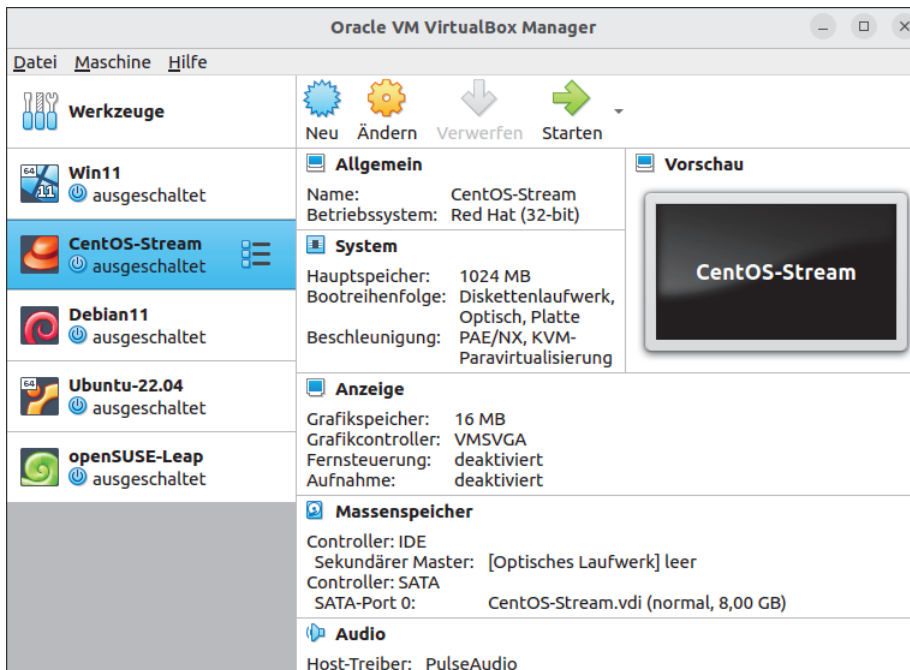 Oracle VM VirtualBox Manager
Datei Maschine Hilfe
Werkzeuge
64
11
Win11
ausgeschaltet
CentOS-Stream
ausgeschaltet
Debian11
ausgeschaltet
64
Ubuntu-22.04
ausgeschaltet
openSUSE-Leap
ausgeschaltet
Neu Ändern Verwerfen Starten
Allgemein
Name: CentOS-Stream
Betriebssystem: Red Hat (32-bit)
System
Hauptspeicher: 1024 MB
Bootreihenfolge: Diskettenlaufwerk,
Optisch, Platte
Beschleunigung: PAE/NX, KVM-
Paravirtualisierung
Vorschau
CentOS-Stream
Anzeige
Grafikspeicher: 16 MB
Grafikcontroller: VMSVGA
Fernsteuerung: deaktiviert
Aufnahme: deaktiviert
Massenspeicher
Controller: IDE
Sekundärer Master: [Optisches Laufwerk] leer
Controller: SATA
SATA-Port 0: CentOS-Stream.vdi (normal, 8,00 GB)
Audio
Host-Treiber: PulseAudio